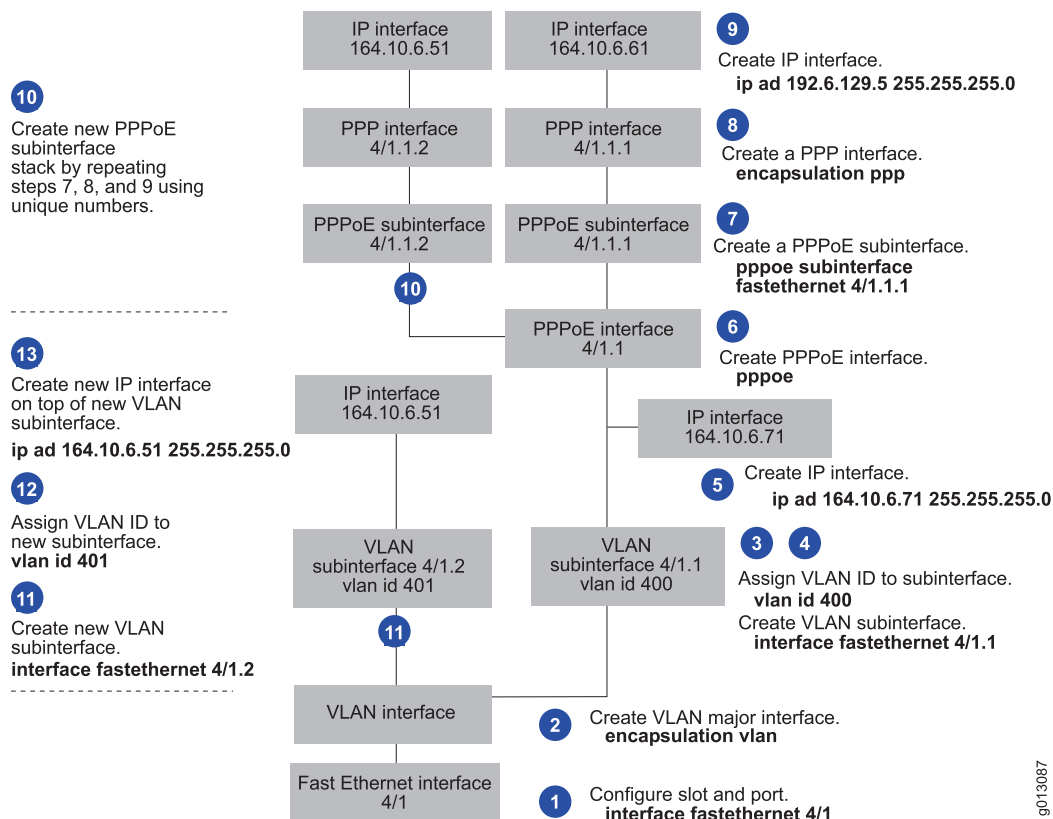 IP interface
164.10.6.51
IP interface
164.10.6.61
9
Create IP interface.
ip ad 192.6.129.5 255.255.255.0
10
Create new PPPoE
subinterface
stack by repeating
steps 7, 8, and 9 using
unique numbers.
PPP interface
4/1.1.2
PPP interface
4/1.1.1
8
Create a PPP interface.
encapsulation ppp
PPPoE subinterface
4/1.1.2
PPPoE subinterface
4/1.1.1
7
Create a PPPoE subinterface.
pppoe subinterface
fastethernet 4/1.1.1
10
PPPoE interface
4/1.1
6
Create PPPoE interface.
pppoe
13
Create new IP interface
on top of new VLAN
subinterface.
ip ad 164.10.6.51 255.255.255.0
IP interface
164.10.6.51
IP interface
164.10.6.71
5
Create IP interface.
ip ad 164.10.6.71 255.255.255.0
12
Assign VLAN ID to
new subinterface.
vlan id 401
VLAN
subinterface 4/1.2
vlan id 401
VLAN
subinterface 4/1.1
vlan id 400
3 4
Assign VLAN ID to subinterface.
vlan id 400
Create VLAN subinterface.
interface fastethernet 4/1.1
11
Create new VLAN
subinterface.
interface fastethernet 4/1.2
11
VLAN interface
2
Create VLAN major interface.
encapsulation vlan
Fast Ethernet interface
4/1
1
Configure slot and port.
interface fastethernet 4/1
g013087